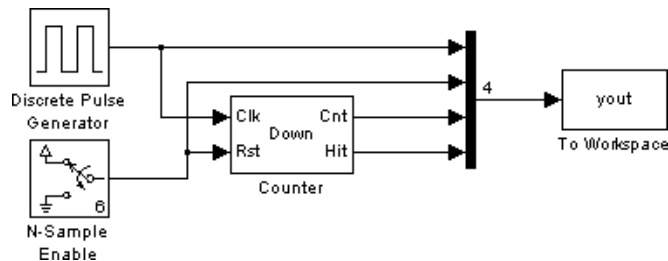 Discrete Pulse
Generator
6
N-Sample
Enable
Clk
Cnt
Down
Rst
Hit
Counter
4
yout
To Workspace